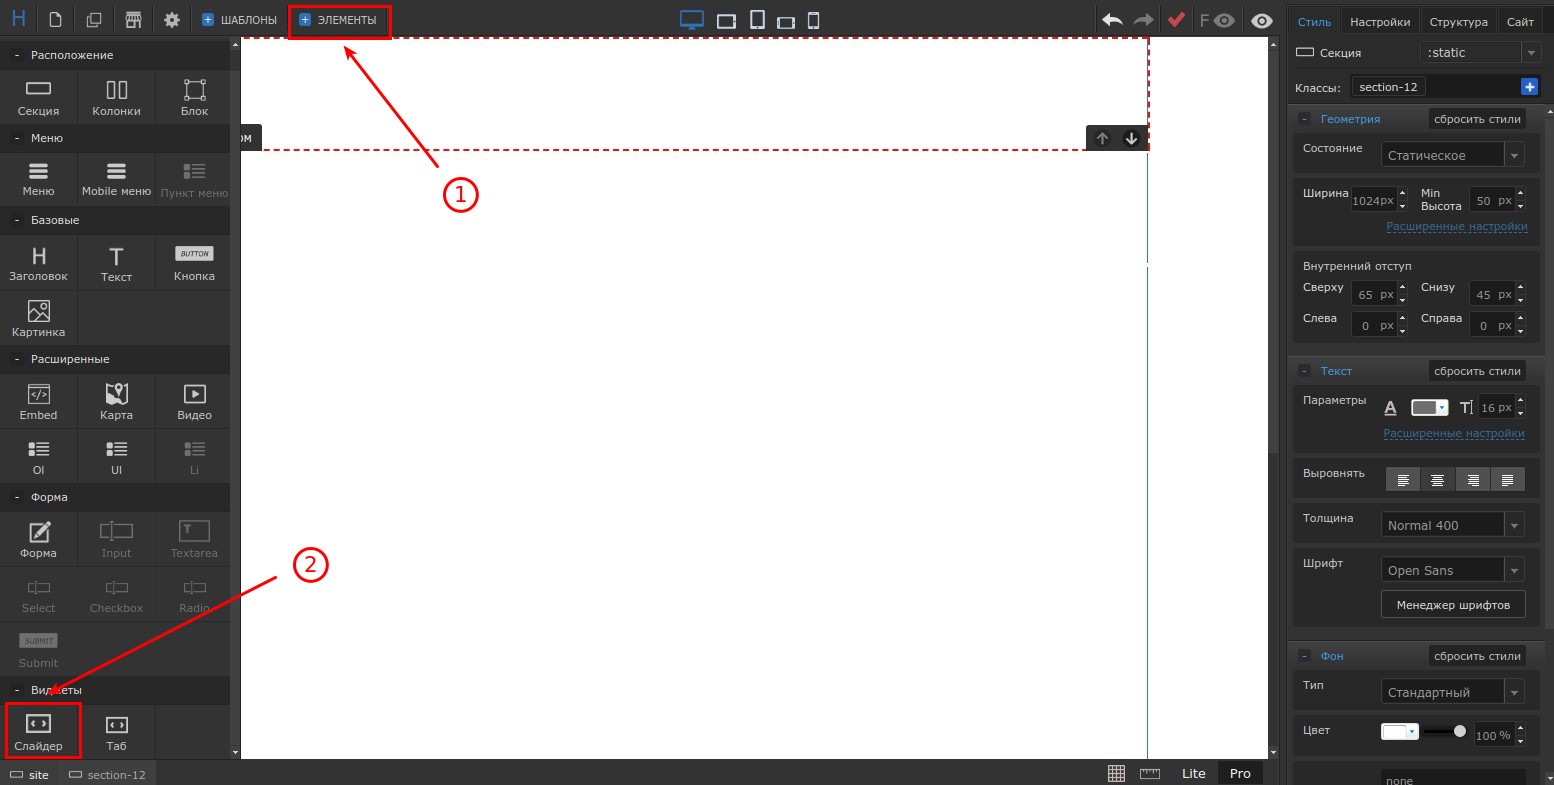 H
ШАБЛОНЫ
ЭЛЕМЕНТЫ
F
Расположение
Секция Колонки Блок
Меню
Меню Mobile меню Пункт меню
Базовые
H T BUTTON
Заголовок Текст Кнопка
Картинка
Расширенные
Embed Карта Видео
Ol Ul Li
Форма
T
Форма Input Textarea
Select Checkbox Radio
SUBMIT
Submit
Виджеты
Слайдер Таб
site section-12
ом
1
2
Lite Pro
Стиль Настройки Структура Сайт
Секция :static
Классы: section-12
Геометрия сбросить стили
Состояние Статическое
Ширина 1024px Min Высота 50 px
Расширенные настройки
Внутренний отступ
Сверху 65 px Снизу 45 px
Слева 0 px Справа 0 px
Текст сбросить стили
Параметры A T 16 px
Расширенные настройки
Выровнять
Толщина Normal 400
Шрифт Open Sans
Менеджер шрифтов
Фон сбросить стили
Тип Стандартный
Цвет 100 %
none